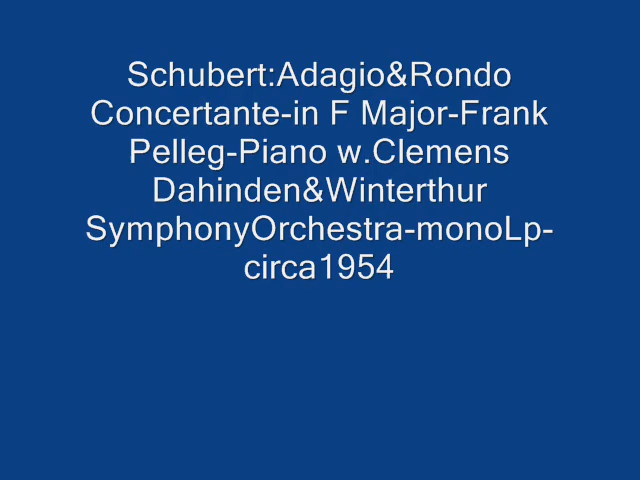 Schubert:Adagio&Rondo
Concertante-in F Major-Frank
Pelleg-Piano w.Clemens
Dahinden&Winterthur
SymphonyOrchestra-monoLp-
circa1954